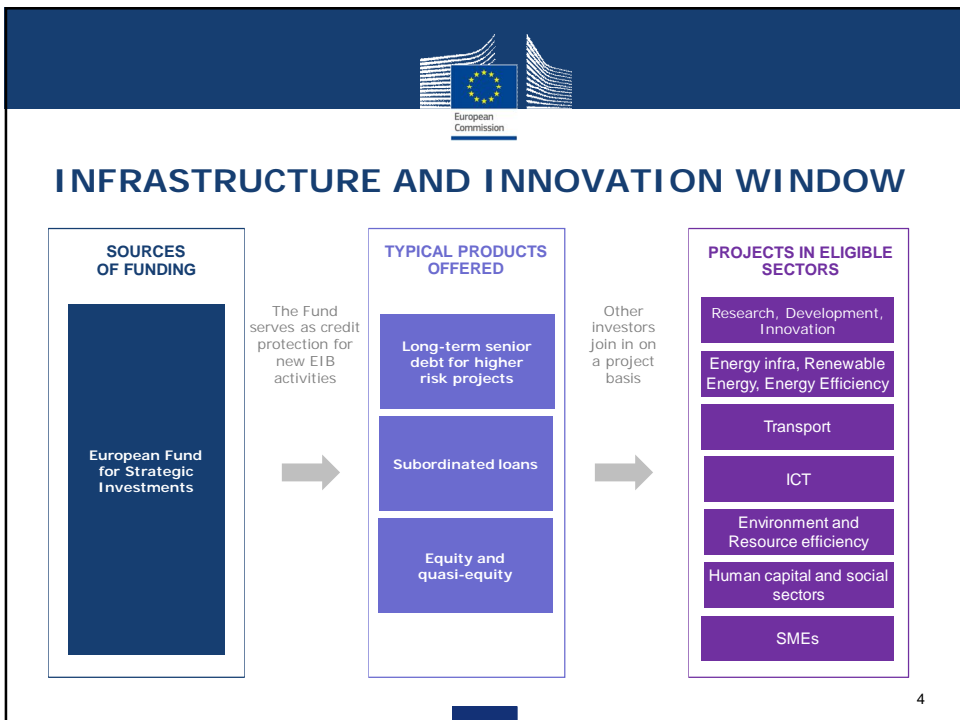 European
Commission
INFRASTRUCTURE AND INNOVATION WINDOW
SOURCES
OF FUNDING
European Fund
for Strategic
Investments
The Fund
serves as credit
protection for
new EIB
activities
TYPICAL PRODUCTS
OFFERED
Long-term senior
debt for higher
risk projects
Subordinated loans
Equity and
quasi-equity
Other
investors
join in on
a project
basis
PROJECTS IN ELIGIBLE
SECTORS
Research, Development,
Innovation
Energy infra, Renewable
Energy, Energy Efficiency
Transport
ICT
Environment and
Resource efficiency
Human capital and social
sectors
SMEs
4